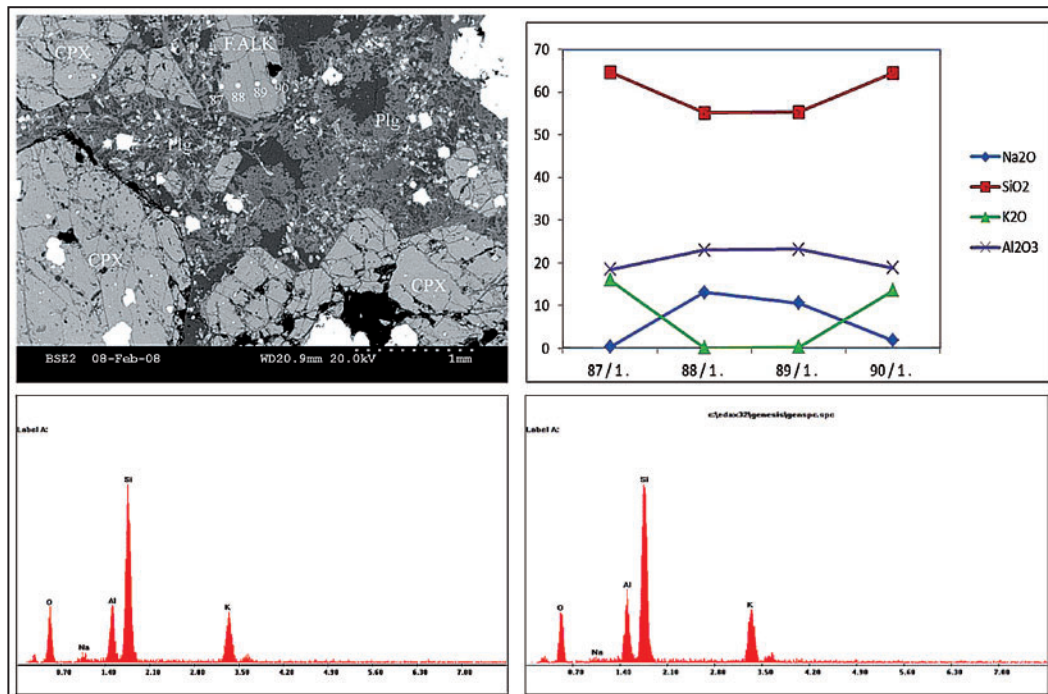 CPX
F.ALK
87 88 89 90
Plg
Plg
CPX
CPX
BSE2 08-Feb-08 WD20.9mm 20.0kV 1mm
70
60
50
40
30
20
10
0
87/1. 88/1. 89/1. 90/1.
Na2O
SiO2
K2O
Al2O3
Label A:
Si
O
Al
K
Na
0.70 1.40 2.10 2.80 3.50 4.20 4.90 5.60 6.30 7.00
c:\edax32\genesis\genspc.spc
Label A:
Si
Al
O
K
Na
0.70 1.40 2.10 2.80 3.50 4.20 4.90 5.60 6.30 7.00